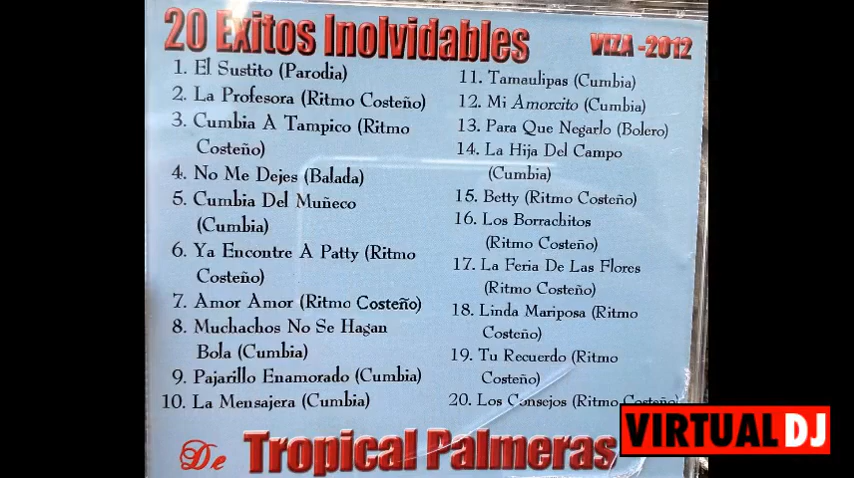 20 Exitos Inolvidables
VIZA -2012
1. El Sustito (Parodia)
2. La Profesora (Ritmo Costeño)
3. Cumbia A Tampico (Ritmo
Costeño)
4. No Me Dejes (Balada)
5. Cumbia Del Muñeco
(Cumbia)
6. Ya Encontre A Patty (Ritmo
Costeño)
7. Amor Amor (Ritmo Costeño)
8. Muchachos No Se Hagan
Bola (Cumbia)
9. Pajarillo Enamorado (Cumbia)
10. La Mensajera (Cumbia)
11. Tamaulipas (Cumbia)
12. Mi Amorcito (Cumbia)
13. Para Que Negarlo (Bolero)
14. La Hija Del Campo
(Cumbia)
15. Betty (Ritmo Costeño)
16. Los Borrachitos
(Ritmo Costeño)
17. La Feria De Las Flores
(Ritmo Costeño)
18. Linda Mariposa (Ritmo
Costeño)
19. Tu Recuerdo (Ritmo
Costeño)
20. Los Consejos (Ritmo Costeño)
De Tropical Palmeras
VIRTUAL DJ